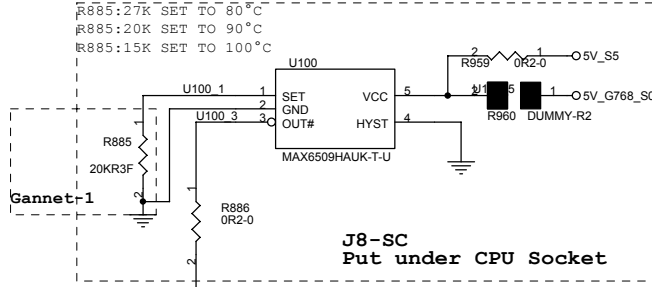 R885:27K SET TO 80°C
R885:20K SET TO 90°C
R885:15K SET TO 100°C
U100
2
1
5V_S5
R959
0R2-0
U100_1
1
SET
VCC
5
2
1
5V_G768_S0
2
GND
U100_3
3
OUT#
HYST
4
R960
DUMMY-R2
MAX6509HAUK-T-U
1
R885
20KR3F
2
Gannet-1
1
R886
0R2-0
2
J8-SC
Put under CPU Socket